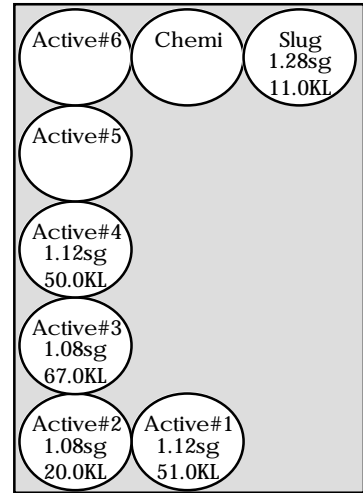 Active#6
Chemi
Slug
1.28sg
11.0KL
Active#5
Active#4
1.12sg
50.0KL
Active#3
1.08sg
67.0KL
Active#2
1.08sg
20.0KL
Active#1
1.12sg
51.0KL